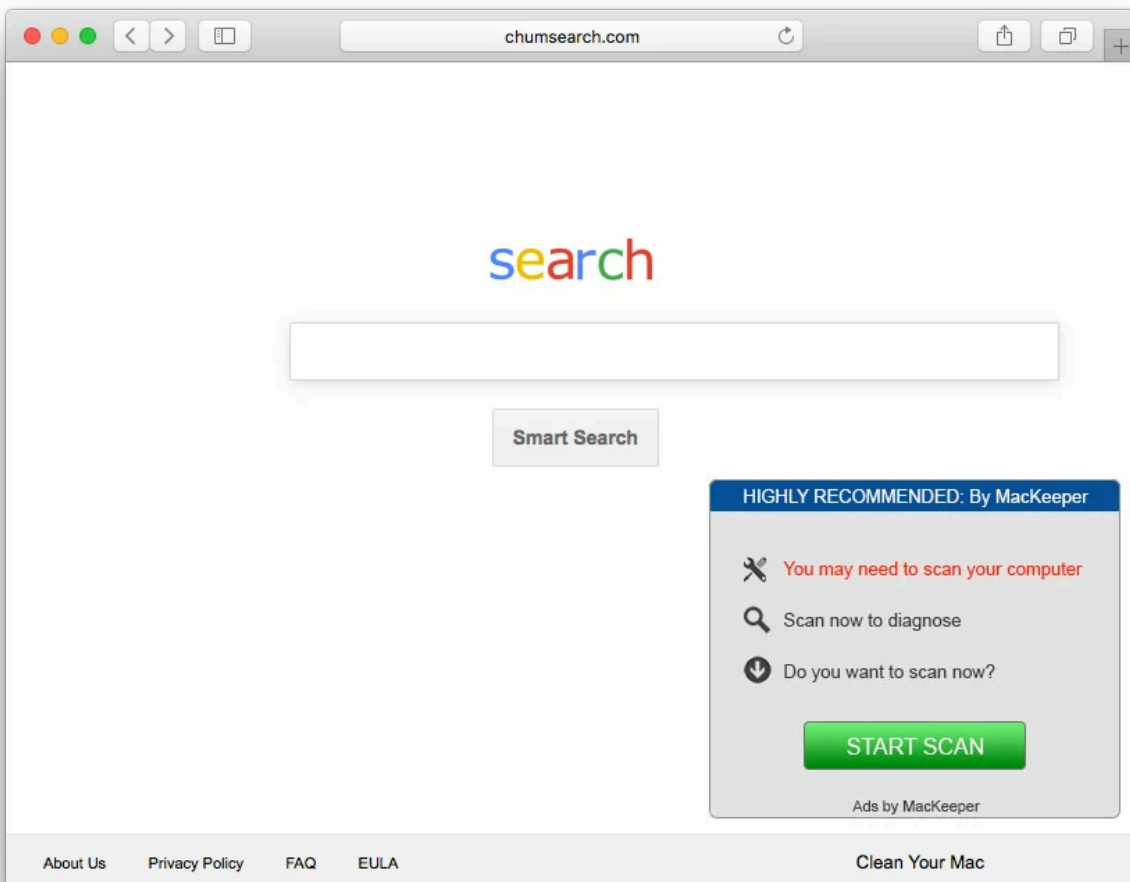 chumsearch.com
search
Smart Search
HIGHLY RECOMMENDED: By MacKeeper
You may need to scan your computer
Scan now to diagnose
Do you want to scan now?
START SCAN
Ads by MacKeeper
About Us Privacy Policy FAQ EULA Clean Your Mac